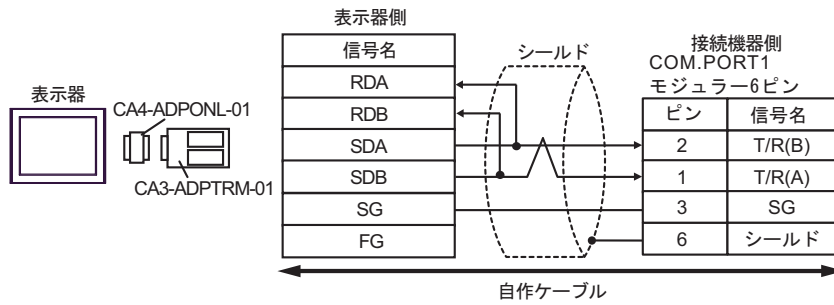 表示器
CA4-ADPONL-01
CA3-ADPTRM-01
表示器側
信号名
RDA
RDB
SDA
SDB
SG
FG
シールド
接続機器側
COM.PORT1
モジュラー6ピン
ピン 信号名
2 T/R(B)
1 T/R(A)
3 SG
6 シールド
自作ケーブル